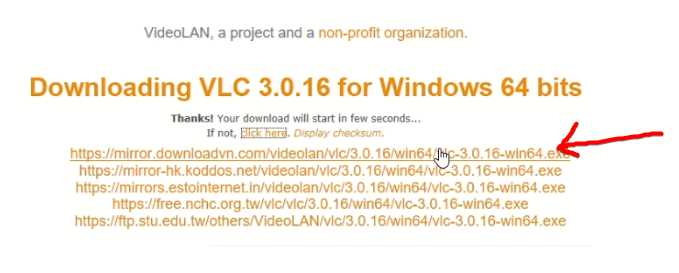 VideoLAN, a project and a non-profit organization.
Downloading VLC 3.0.16 for Windows 64 bits
Thanks! Your download will start in few seconds...
If not, click here. Display checksum.
https://mirror.downloadvn.com/videolan/vlc/3.0.16/win64/vlc-3.0.16-win64.exe
https://mirror-hk.koddos.net/videolan/vlc/3.0.16/win64/vlc-3.0.16-win64.exe
https://mirrors.estointernet.in/videolan/vlc/3.0.16/win64/vlc-3.0.16-win64.exe
https://free.nchc.org.tw/vlc/vlc/3.0.16/win64/vlc-3.0.16-win64.exe
https://ftp.stu.edu.tw/others/VideoLAN/vlc/3.0.16/win64/vlc-3.0.16-win64.exe